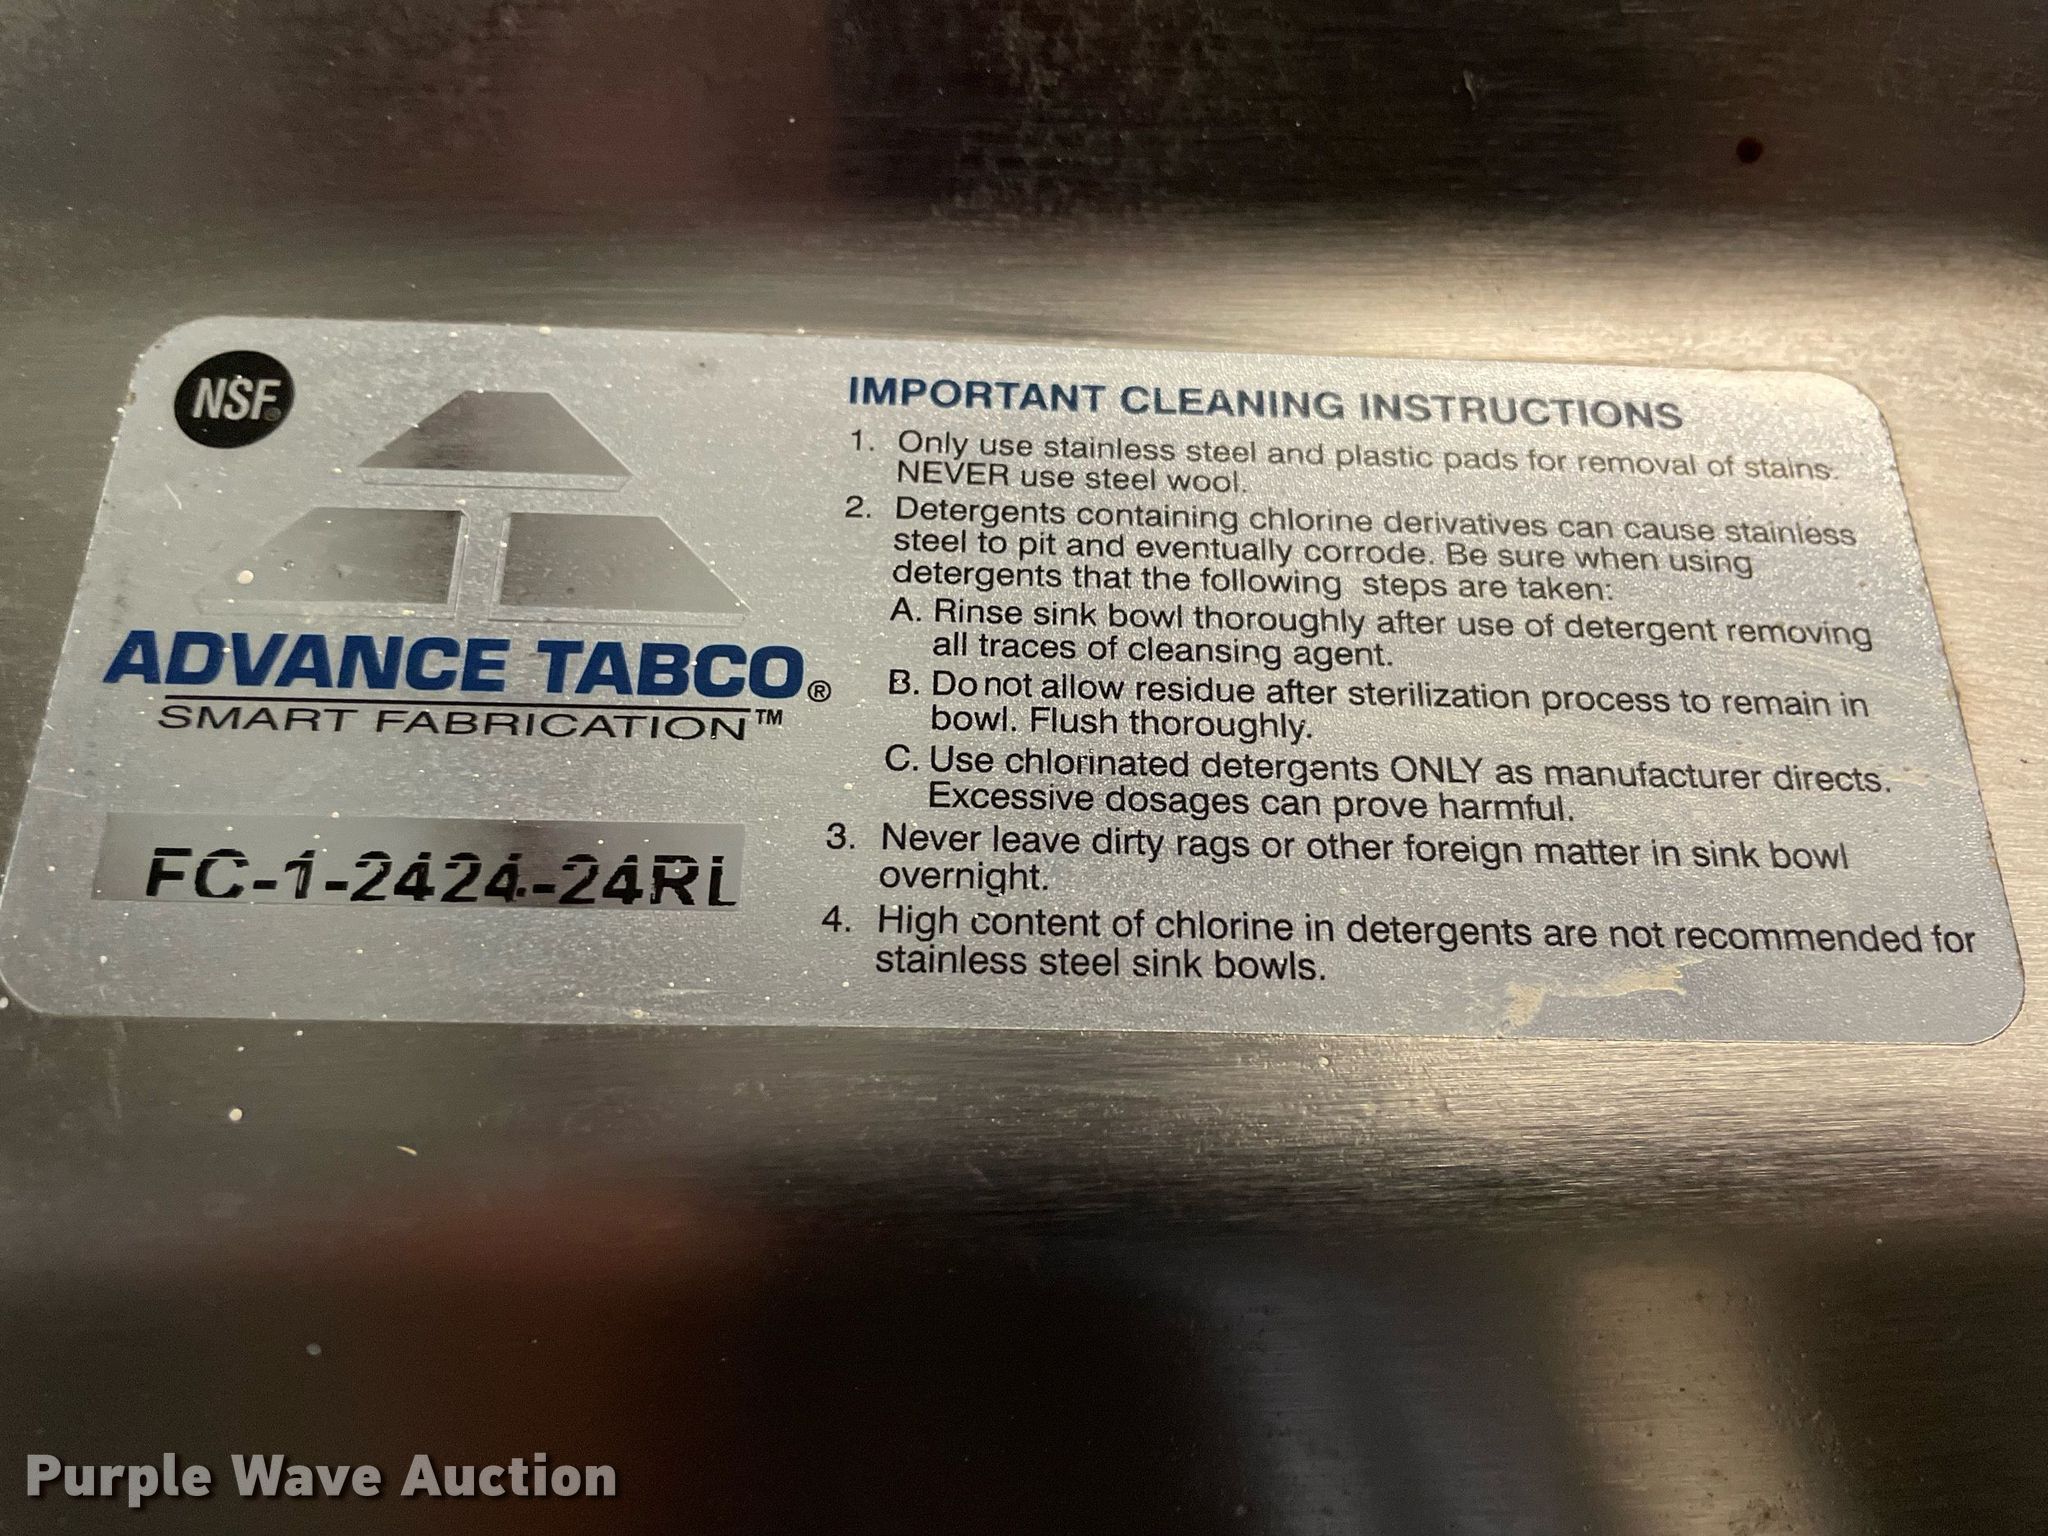 NSF®
ADVANCE TABCO®
SMART FABRICATION™
FC-1-2424-24RL
IMPORTANT CLEANING INSTRUCTIONS
1. Only use stainless steel and plastic pads for removal of stains.
NEVER use steel wool.
2. Detergents containing chlorine derivatives can cause stainless
steel to pit and eventually corrode. Be sure when using
detergents that the following steps are taken:
A. Rinse sink bowl thoroughly after use of detergent removing
all traces of cleansing agent.
B. Do not allow residue after sterilization process to remain in
bowl. Flush thoroughly.
C. Use chlorinated detergents ONLY as manufacturer directs.
Excessive dosages can prove harmful.
3. Never leave dirty rags or other foreign matter in sink bowl
overnight.
4. High content of chlorine in detergents are not recommended for
stainless steel sink bowls.
Purple Wave Auction